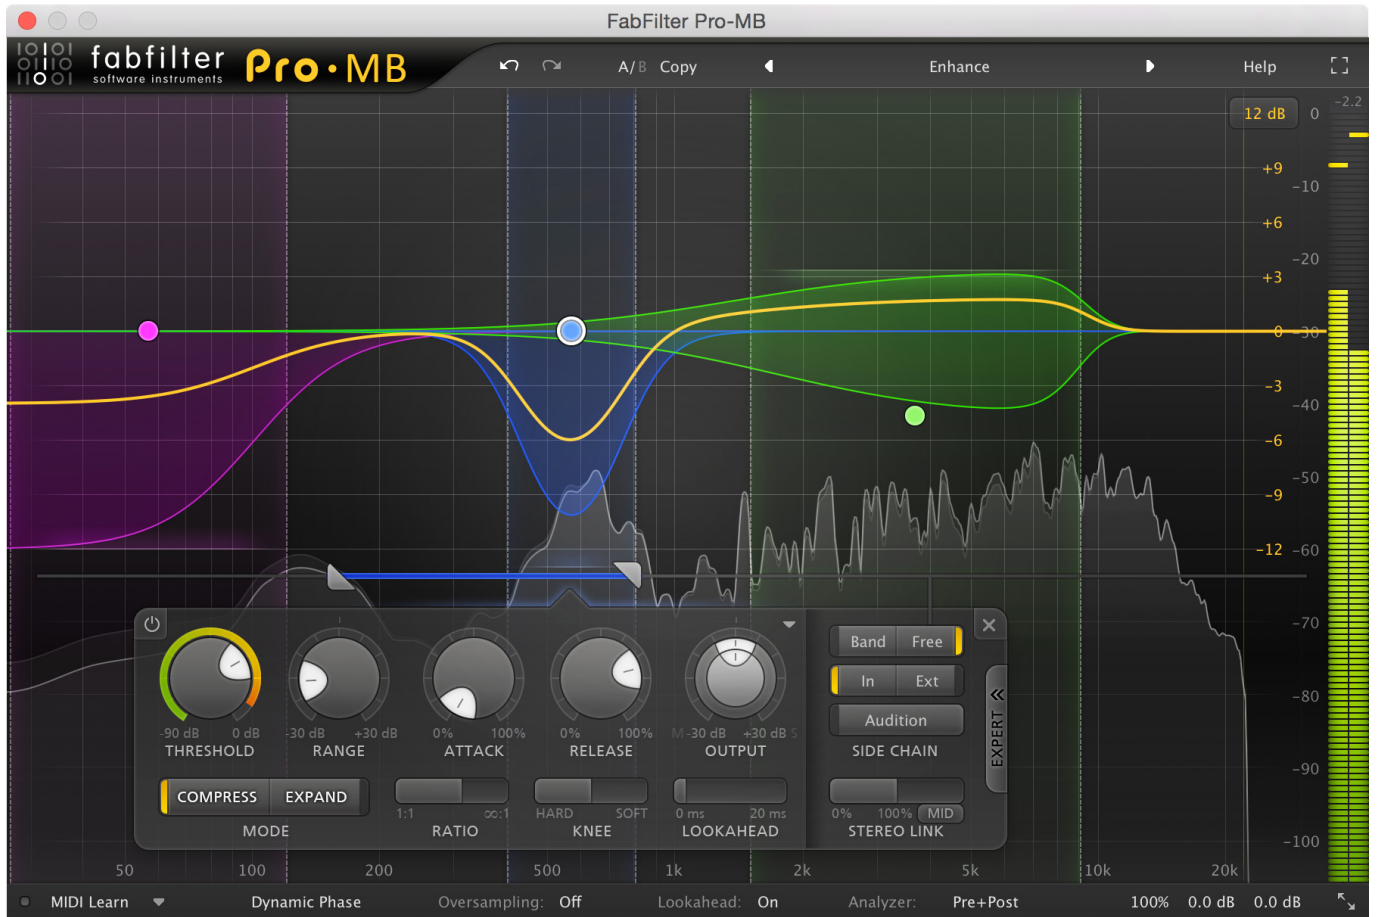 FabFilter Pro-MB
fabfilter Pro·MB
software instruments
A/B Copy Enhance Help
12 dB 0 -2.2
+9
-10
+6
-20
+3
0 -30
-3
-40
-6
-50
-9
-12 -60
-70
-80
-90
-100
-90 dB 0 dB -30 dB +30 dB 0% 100% 0% 100% M -30 dB +30 dB S
THRESHOLD RANGE ATTACK RELEASE OUTPUT
Band Free
In Ext
Audition
SIDE CHAIN
EXPERT
COMPRESS EXPAND
MODE
1:1 ∞:1
RATIO
HARD SOFT
KNEE
0 ms 20 ms
LOOKAHEAD
0% 100% MID
STEREO LINK
50 100 200 500 1k 2k 5k 10k 20k
MIDI Learn Dynamic Phase Oversampling: Off Lookahead: On Analyzer: Pre+Post 100% 0.0 dB 0.0 dB